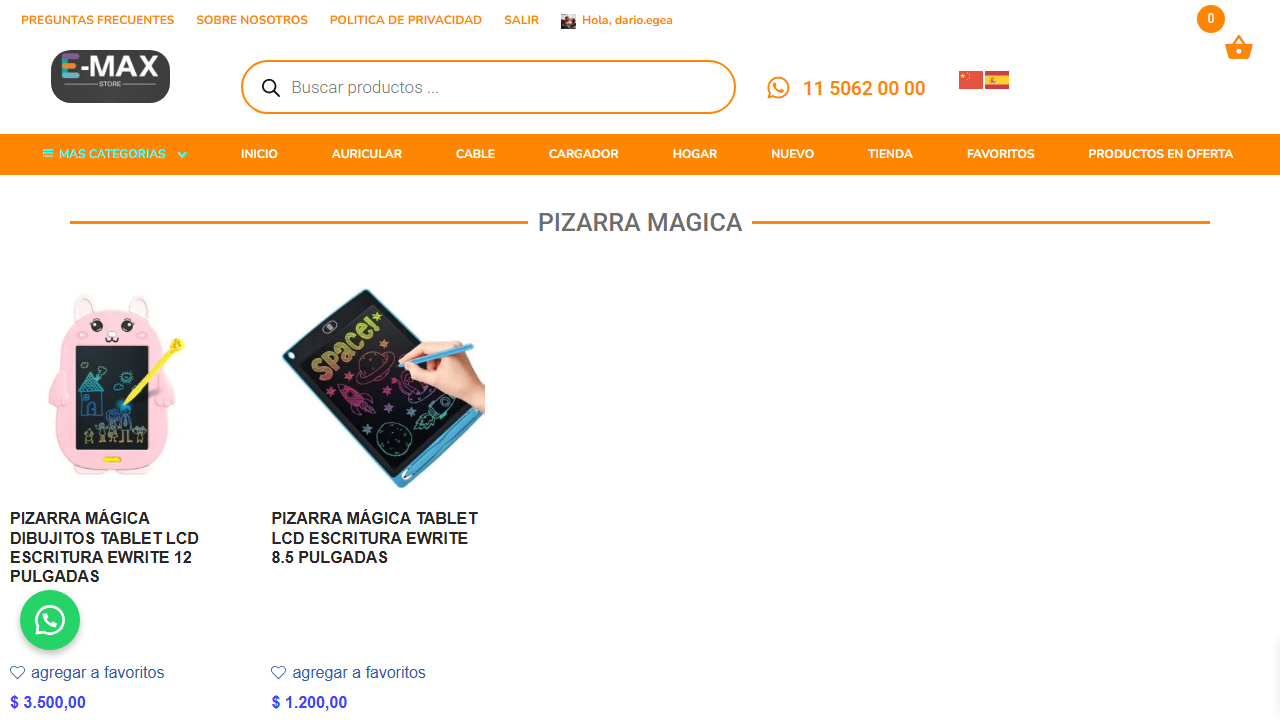 PREGUNTAS FRECUENTES SOBRE NOSOTROS POLITICA DE PRIVACIDAD SALIR Hola, dario.egea
0
E-MAX
STORE
Buscar productos ...
11 5062 00 00
MAS CATEGORIAS INICIO AURICULAR CABLE CARGADOR HOGAR NUEVO TIENDA FAVORITOS PRODUCTOS EN OFERTA
PIZARRA MAGICA
SPACE!
PIZARRA MÁGICA
DIBUJITOS TABLET LCD
ESCRITURA EWRITE 12
PULGADAS
agregar a favoritos
$ 3.500,00
PIZARRA MÁGICA TABLET
LCD ESCRITURA EWRITE
8.5 PULGADAS
agregar a favoritos
$ 1.200,00